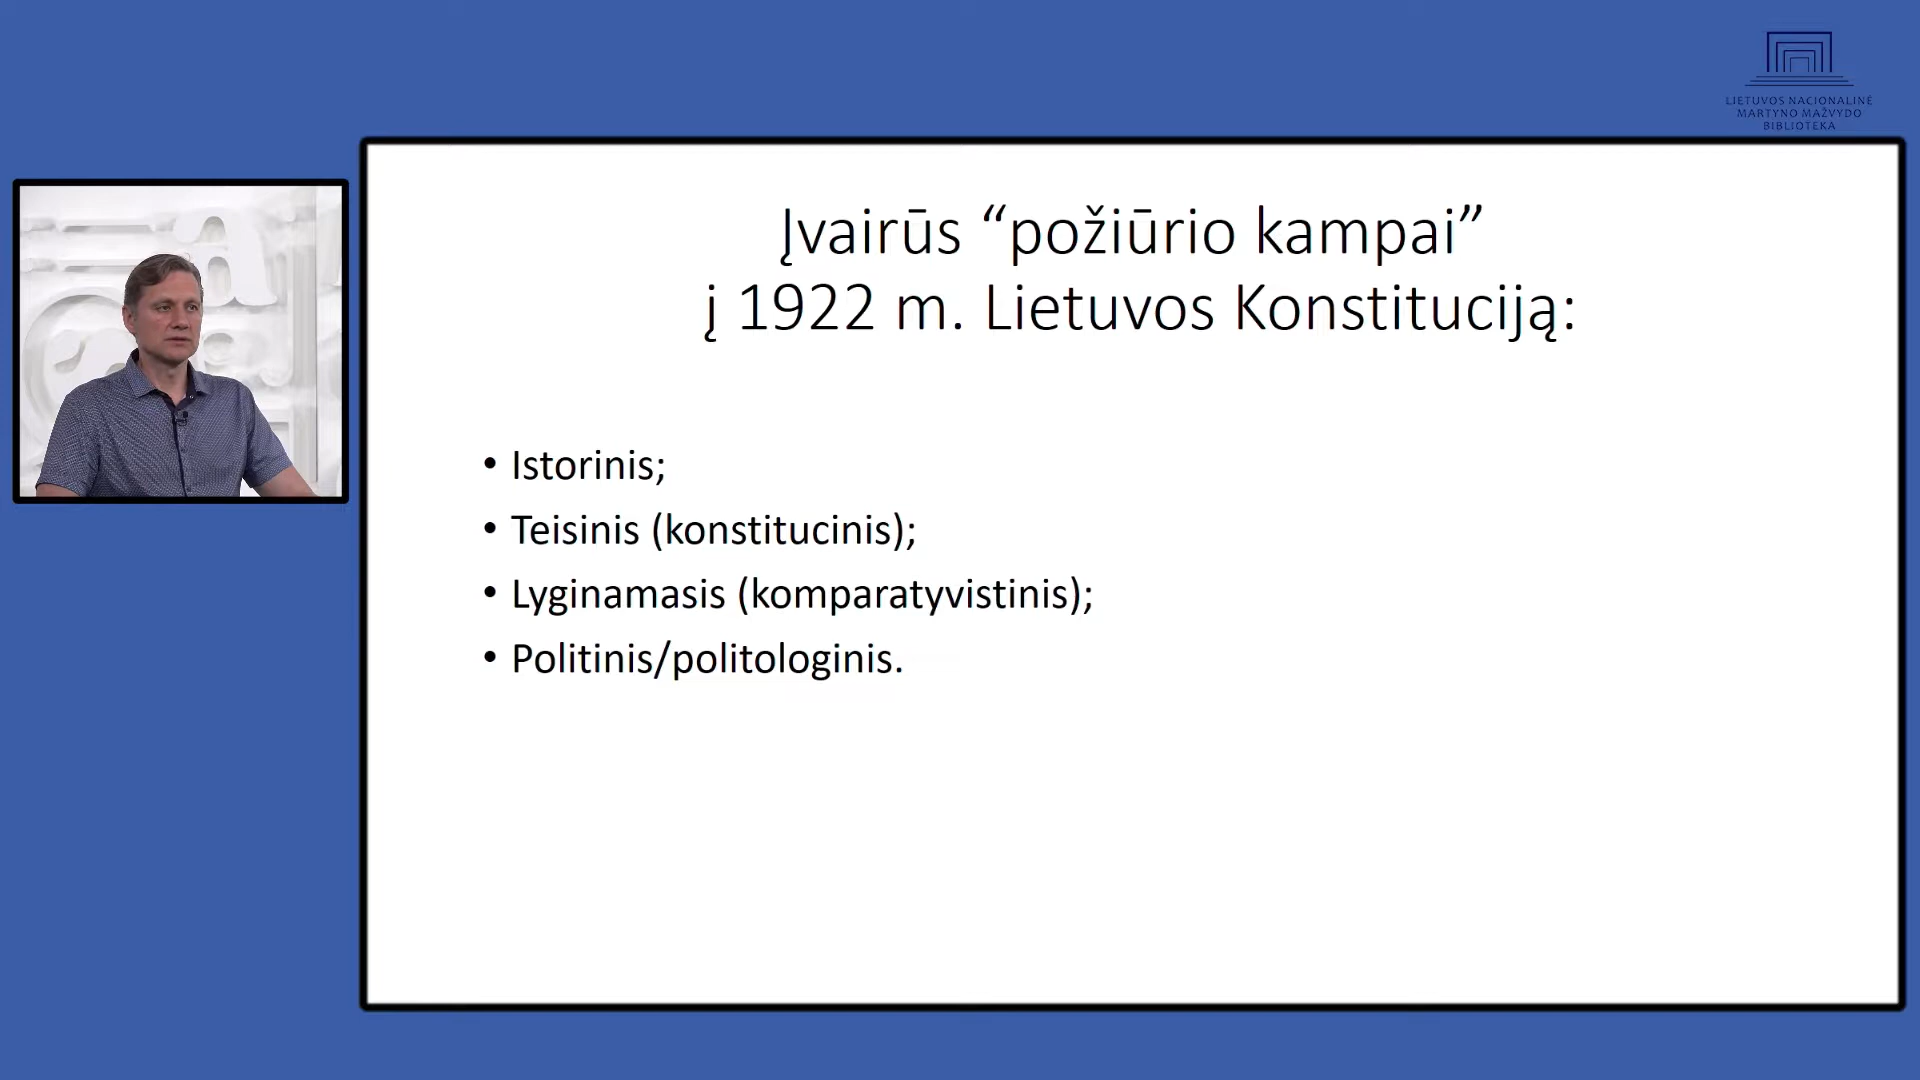 LIETUVOS NACIONALINĖ
MARTYNO MAŽVYDO
BIBLIOTEKA
Įvairūs “požiūrio kampai”
į 1922 m. Lietuvos Konstituciją:
• Istorinis;
• Teisinis (konstitucinis);
• Lyginamasis (komparatyvistinis);
• Politinis/politologinis.